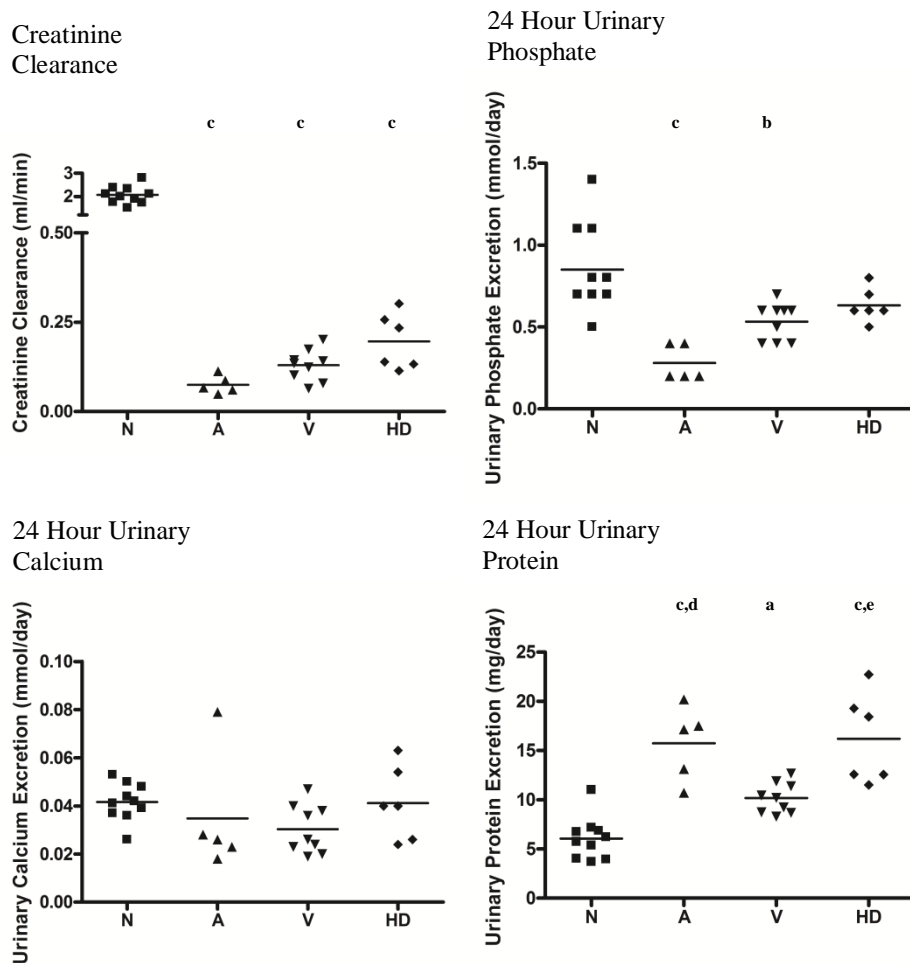 Creatinine
Clearance
c c c
Creatinine Clearance (ml/min)
3
2
0.50
0.25
0.00
N A V HD
24 Hour Urinary
Phosphate
c b
Urinary Phosphate Excretion (mmol/day)
1.5
1.0
0.5
0.0
N A V HD
24 Hour Urinary
Calcium
Urinary Calcium Excretion (mmol/day)
0.10
0.08
0.06
0.04
0.02
0.00
N A V HD
24 Hour Urinary
Protein
c,d a c,e
Urinary Protein Excretion (mg/day)
25
20
15
10
5
0
N A V HD